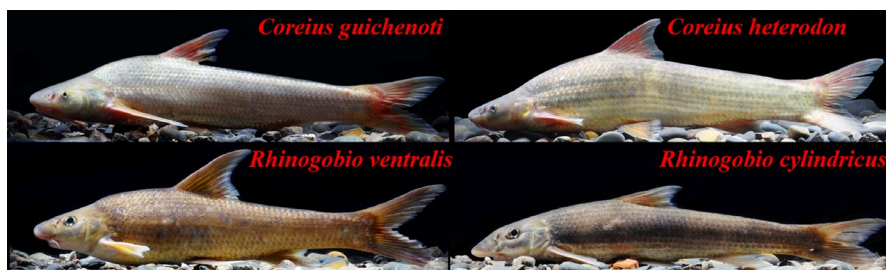 Coreius guichenoti
Coreius heterodon
Rhinogobio ventralis
Rhinogobio cylindricus